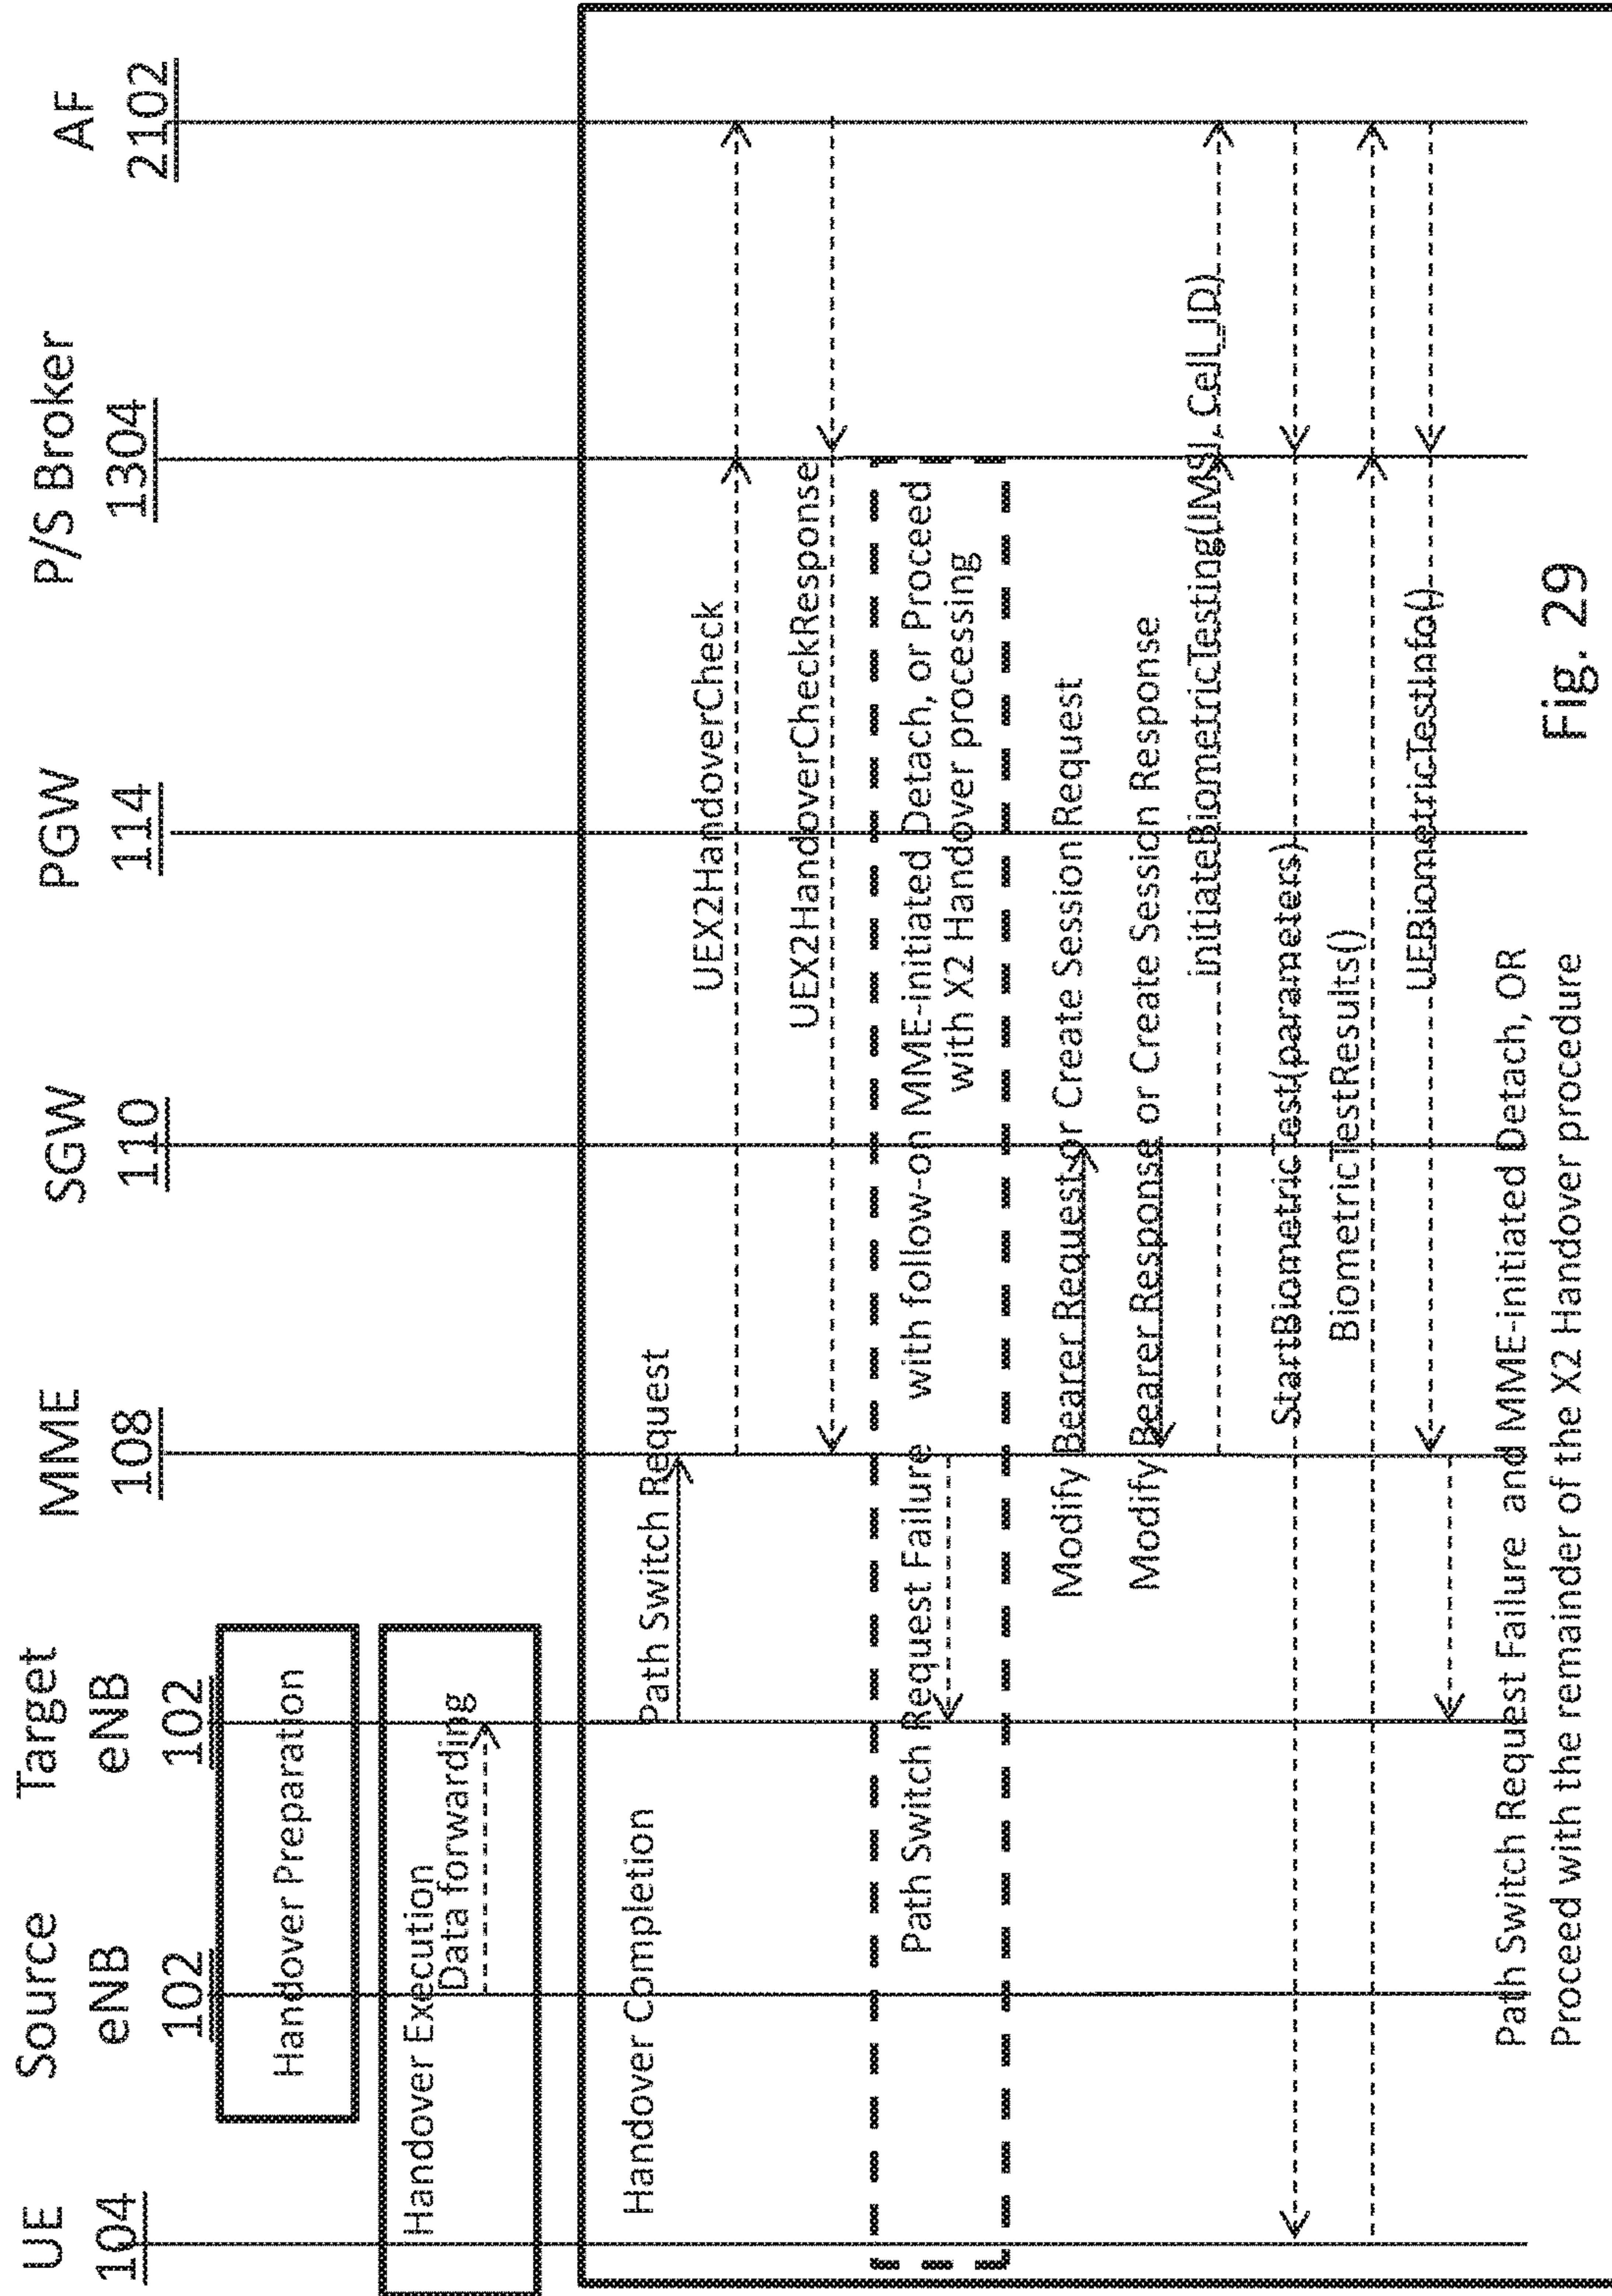 UE
104
Source
eNB
102
Target
eNB
102
MME
108
SGW
110
PGW
114
P/S Broker
1304
AF
2102
Handover Preparation
Handover Execution
Data forwarding
Handover Completion
Path Switch Request
UEX2HandoverCheck
UEX2HandoverCheckResponse
Path Switch Request Failure with follow-on MME-initiated Detach, or Proceed
with X2 Handover processing
Modify Bearer Request or Create Session Request
Modify Bearer Response or Create Session Response
initiateBiometricTesting(IMSI, Cell_ID)
StartBiometricTest(parameters)
BiometricTestResults()
UEBiometricTestInfo()
Path Switch Request Failure and MME-initiated Detach, OR
Proceed with the remainder of the X2 Handover procedure
Fig. 29